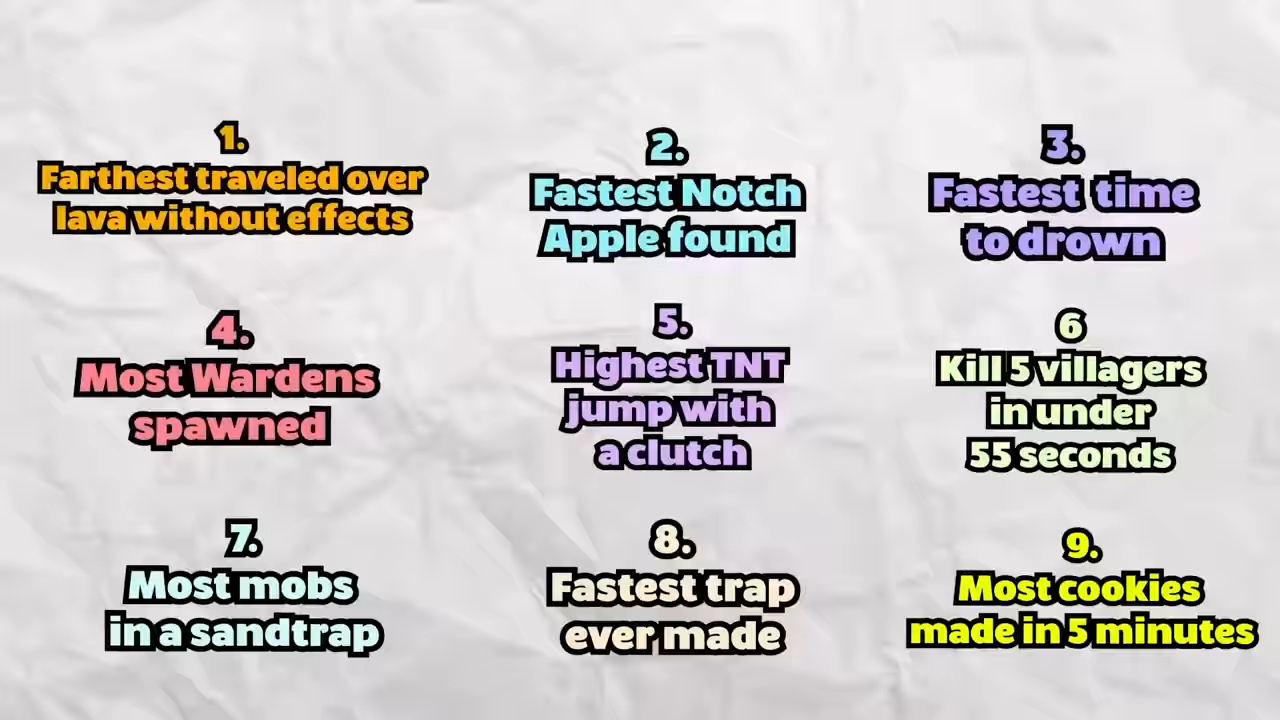 1.
Farthest traveled over
lava without effects
2.
Fastest Notch
Apple found
3.
Fastest time
to drown
4.
Most Wardens
spawned
5.
Highest TNT
jump with
a clutch
6
Kill 5 villagers
in under
55 seconds
7.
Most mobs
in a sandtrap
8.
Fastest trap
ever made
9.
Most cookies
made in 5 minutes